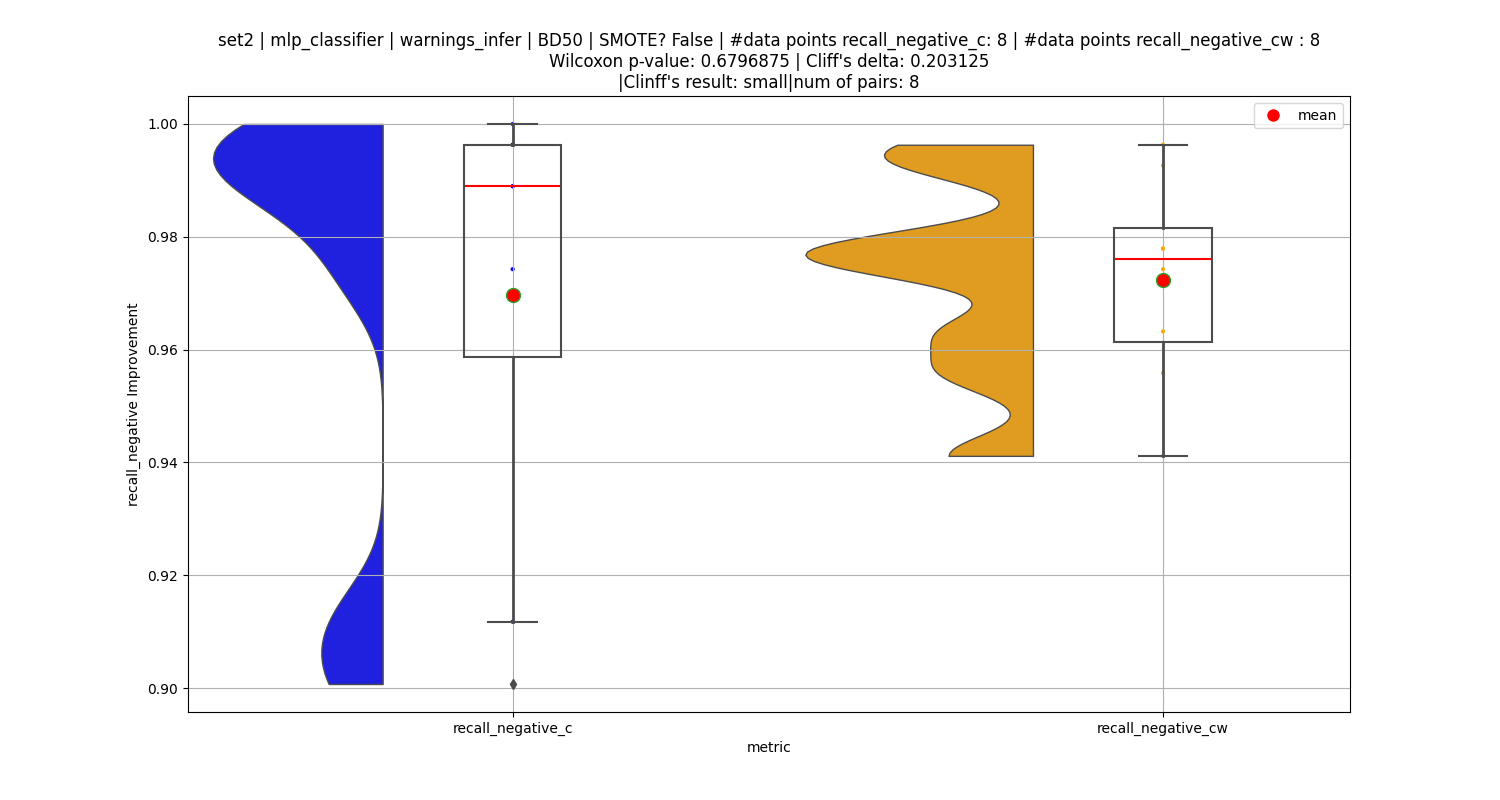 set2 | mlp_classifier | warnings_infer | BD50 | SMOTE? False | #data points recall_negative_c: 8 | #data points recall_negative_cw : 8
Wilcoxon p-value: 0.6796875 | Cliff's delta: 0.203125
|Clinff's result: small|num of pairs: 8
mean
1.00
0.98
0.96
0.94
0.92
0.90
recall_negative Improvement
recall_negative_c
recall_negative_cw
metric